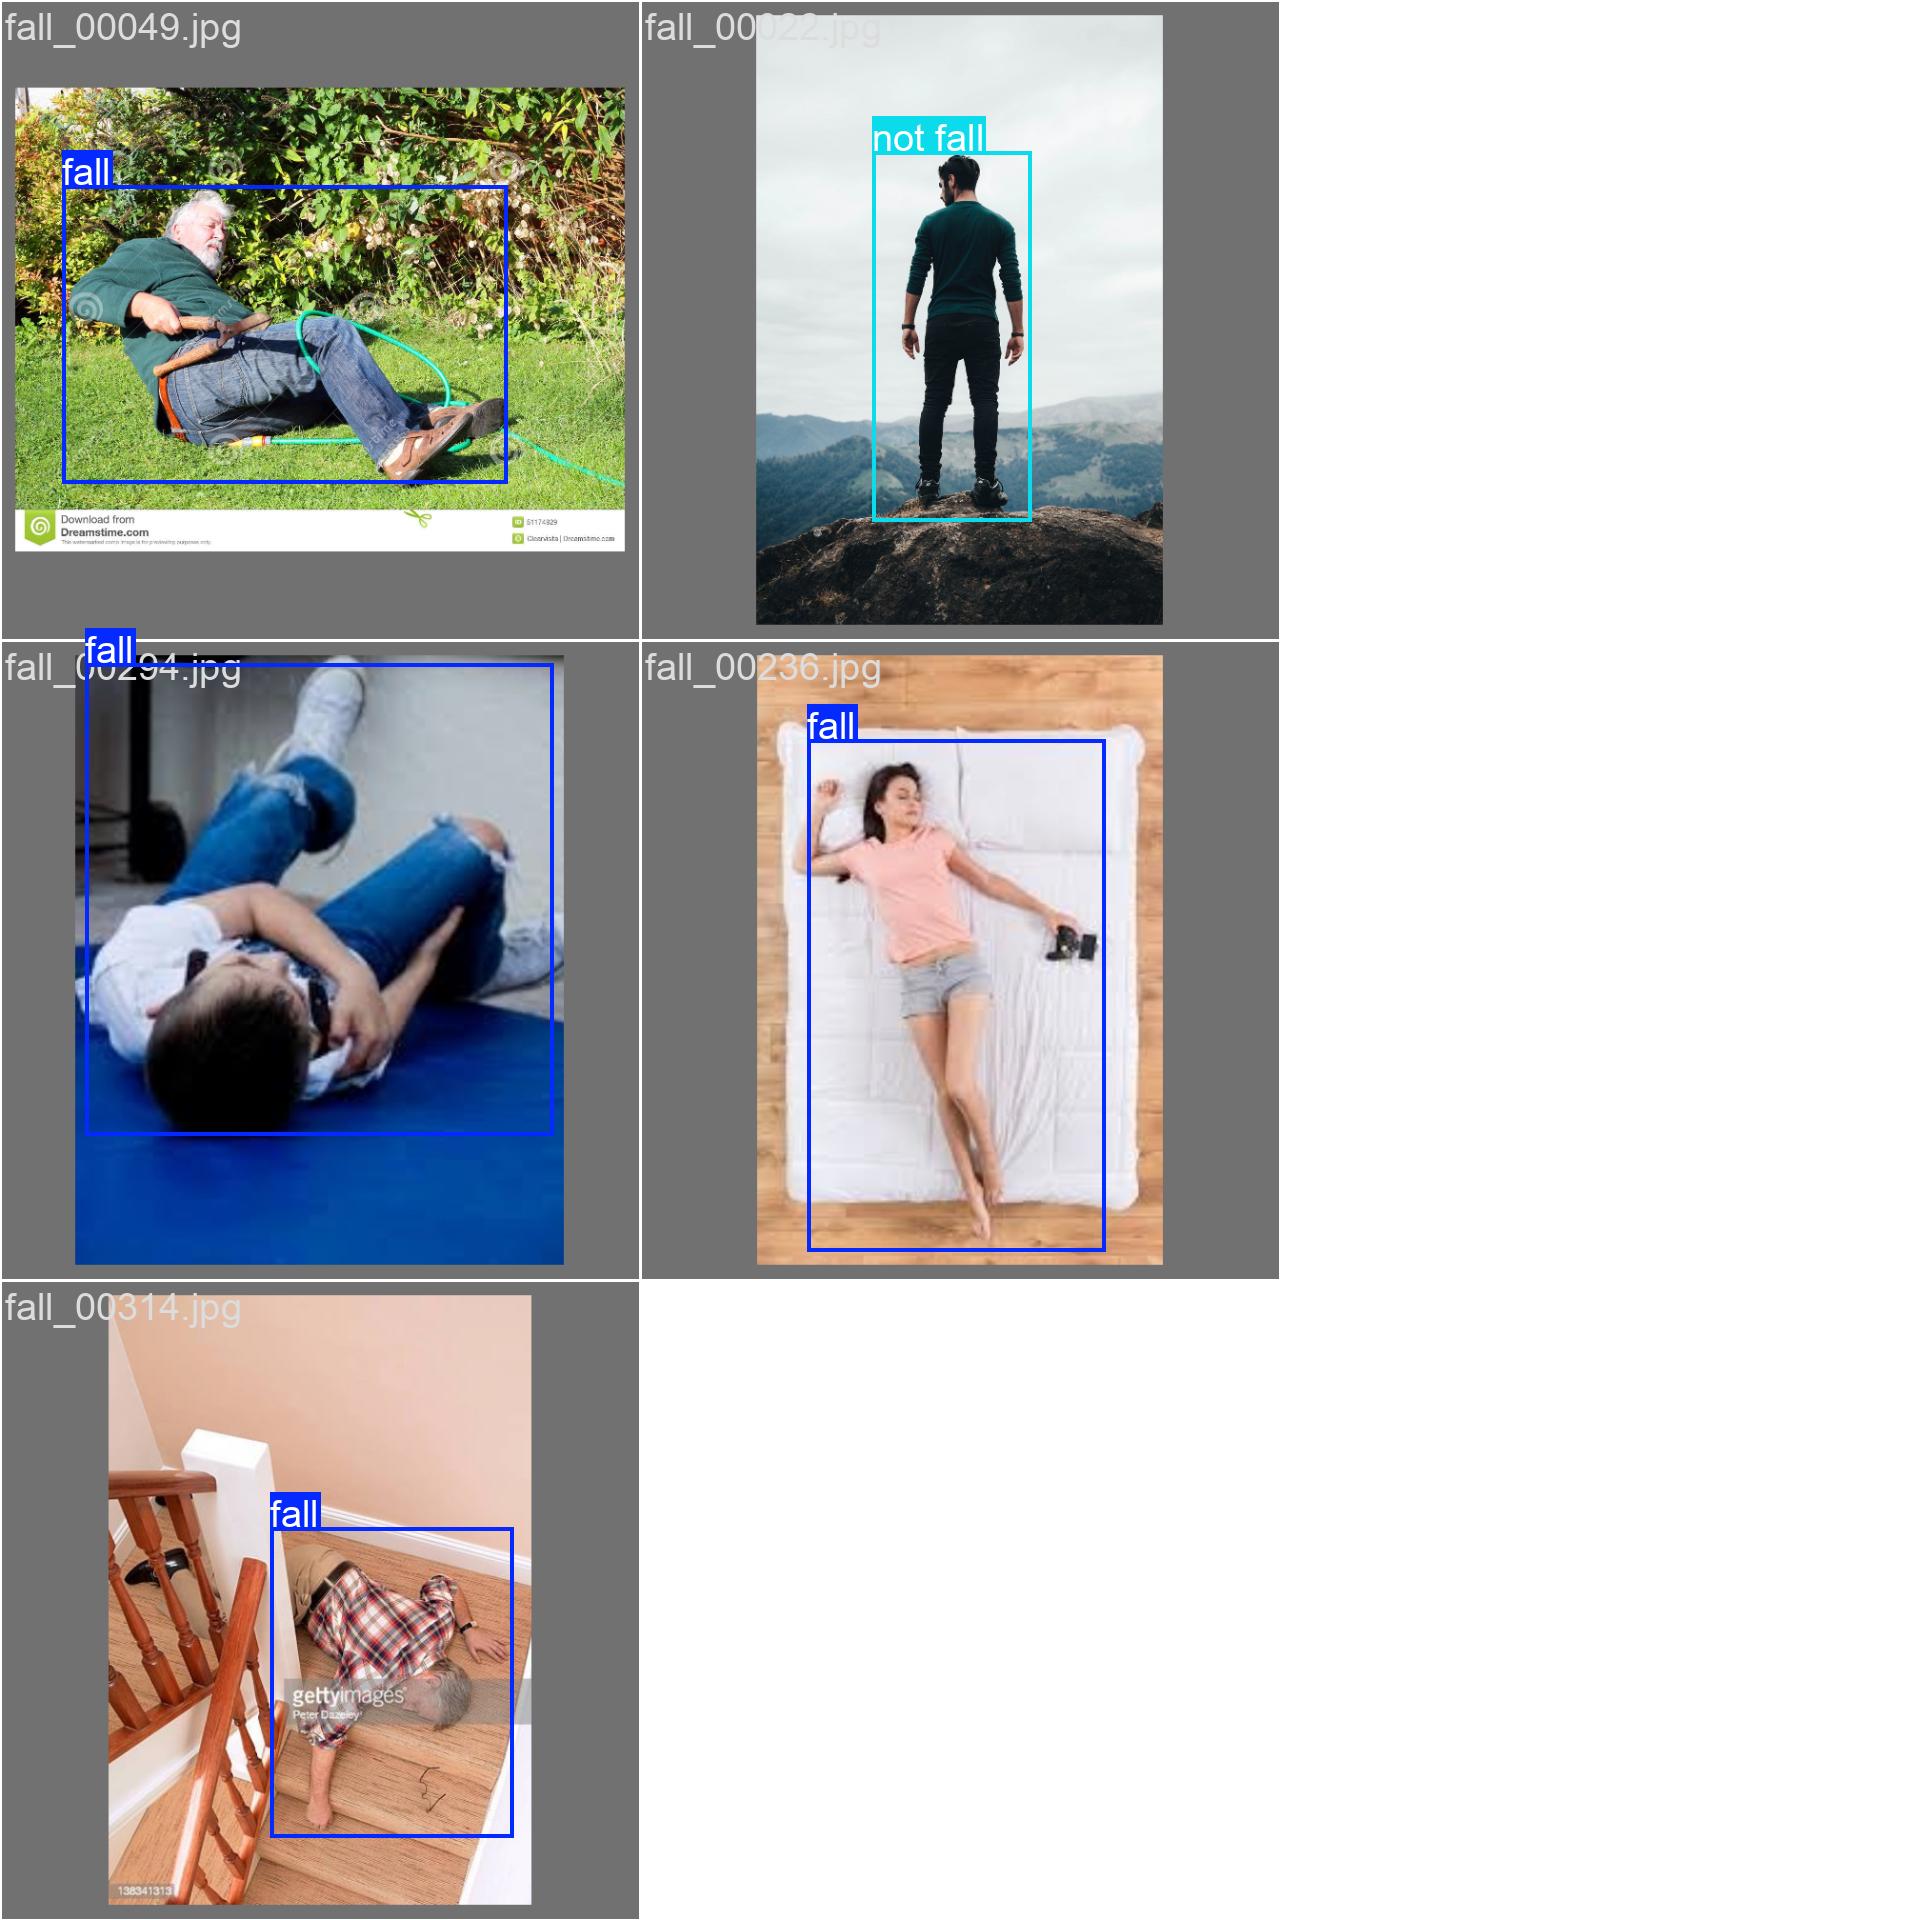 fall_00049.jpg
fall
Download from
Dreamstime.com
This watermarked comp image is for previewing purposes only.
ID 51174829
Clearvista | Dreamstime.com
fall_00022.jpg
not fall
fall_00294.jpg
fall
fall_00236.jpg
fall
fall_00314.jpg
fall
gettyimages
Peter Dazeley
138341313